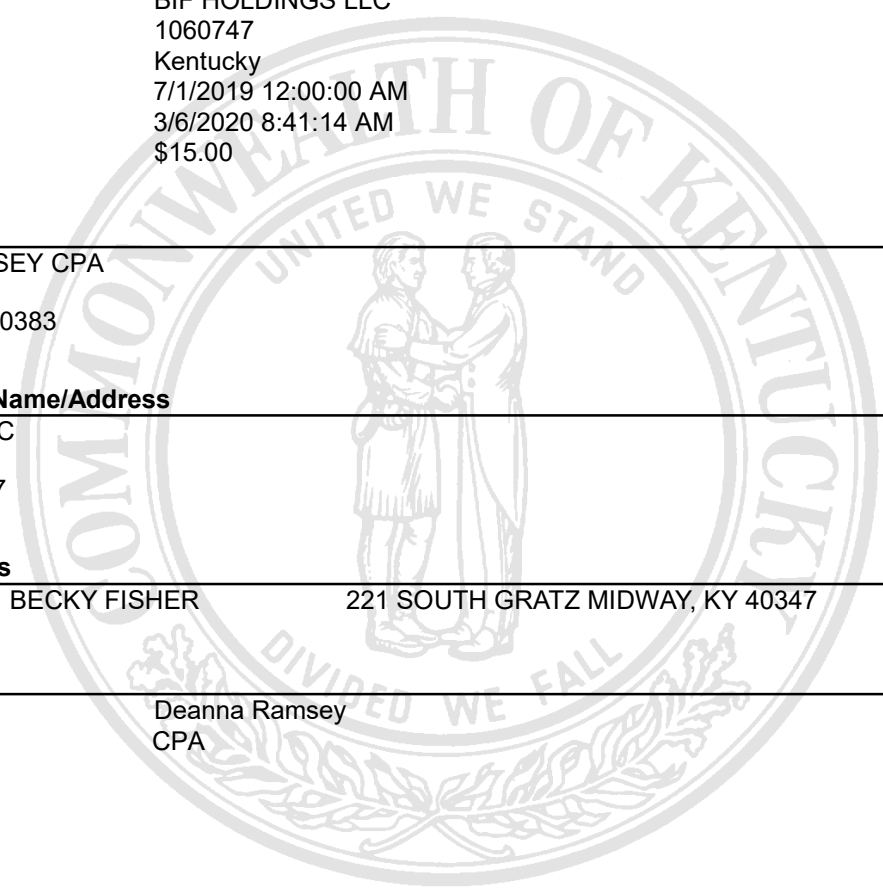 BIF HOLDINGS LLC
1060747
Kentucky
7/1/2019 12:00:00 AM
3/6/2020 8:41:14 AM
$15.00
SEY CPA
0383
Name/Address
C
7
s
BECKY FISHER 221 SOUTH GRATZ MIDWAY, KY 40347
Deanna Ramsey
CPA
COMMONWEALTH OF KENTUCKY
UNITED WE STAND
DIVIDED WE FALL